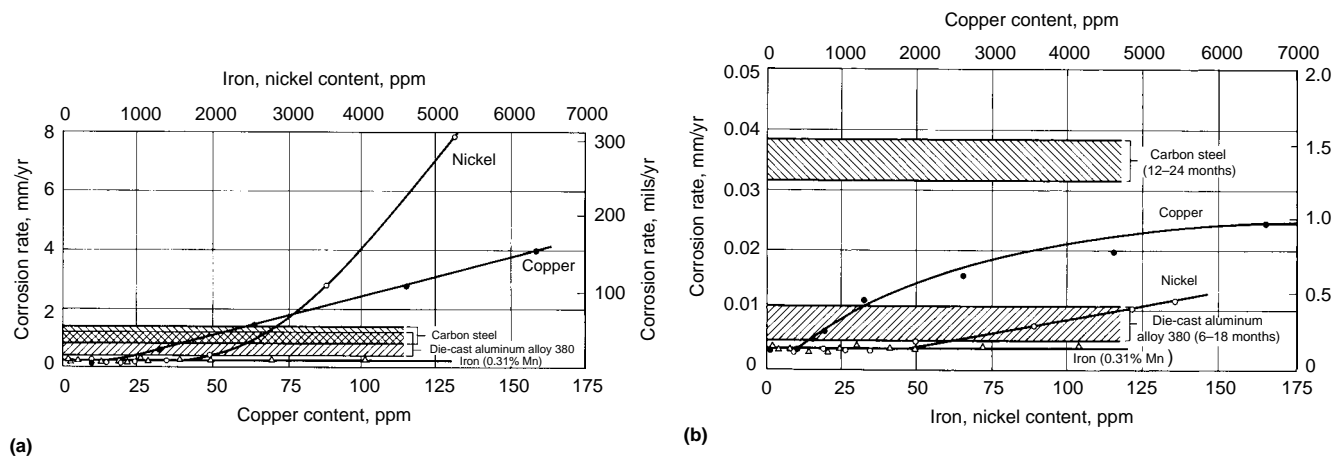 Iron, nickel content, ppm
0 1000 2000 3000 4000 5000 6000 7000
8
6
4
2
0
Corrosion rate, mm/yr
300
200
100
0
Corrosion rate, mils/yr
Nickel
Copper
Carbon steel
Die-cast aluminum alloy 380
Iron (0.31% Mn)
0 25 50 75 100 125 150 175
Copper content, ppm
(a)
Copper content, ppm
0 1000 2000 3000 4000 5000 6000 7000
0.05
0.04
0.03
0.02
0.01
0
Corrosion rate, mm/yr
2.0
1.5
1.0
0.5
0
Corrosion rate, mils/yr
Carbon steel
(12–24 months)
Copper
Nickel
Die-cast aluminum
alloy 380 (6–18 months)
Iron (0.31% Mn)
0 25 50 75 100 125 150 175
Iron, nickel content, ppm
(b)